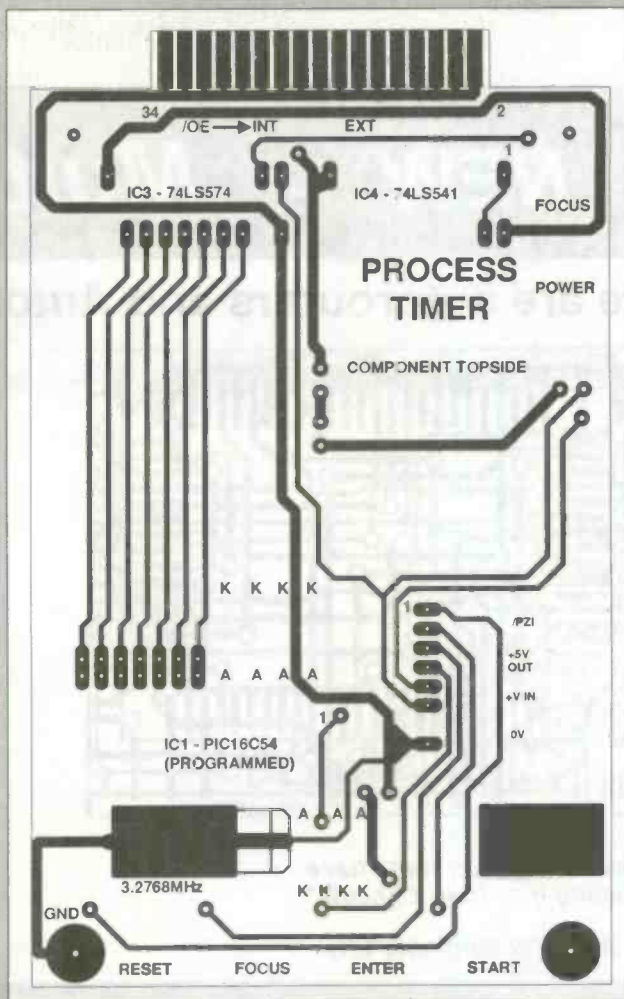 34
2
/OE → INT
EXT
1
IC3 - 74LS574
IC4 - 74LS541
FOCUS
PROCESS
TIMER
POWER
COMPONENT TOPSIDE
K K K K
1
/PZI
+5V
OUT
A A A A
+V IN
1
0V
IC1 - PIC16C54
(PROGRAMMED)
A A A A
3.2768MHz
K K K K
GND
RESET
FOCUS
ENTER
START